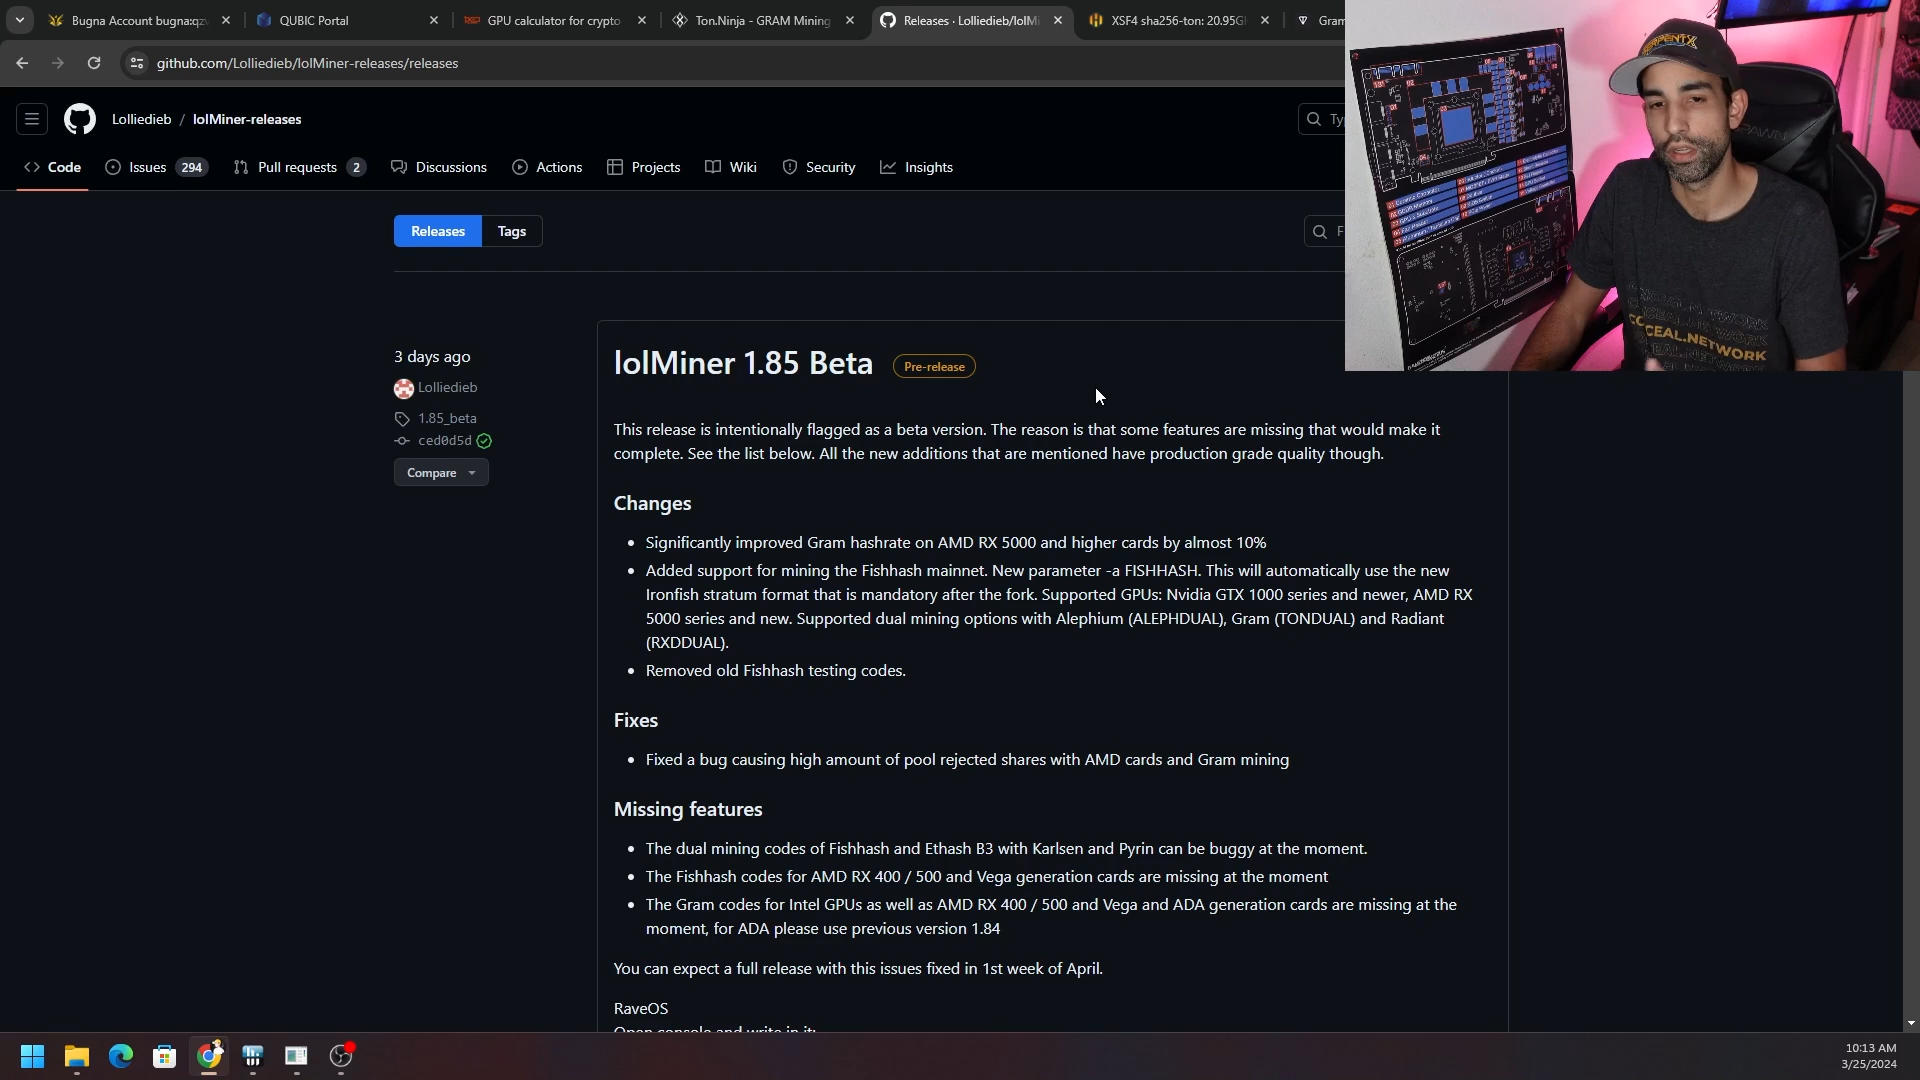 Bugna Account bugna:qz
QUBIC Portal
GPU calculator for crypto
Ton.Ninja - GRAM Mining
Releases · Lolliedieb/lolMi
XSF4 sha256-ton: 20.95G
Gram
github.com/Lolliedieb/lolMiner-releases/releases
Lolliedieb / lolMiner-releases
Ty
Code
Issues 294
Pull requests 2
Discussions
Actions
Projects
Wiki
Security
Insights
Releases
Tags
F
3 days ago
Lolliedieb
1.85_beta
ced0d5d
Compare
lolMiner 1.85 Beta Pre-release
This release is intentionally flagged as a beta version. The reason is that some features are missing that would make it
complete. See the list below. All the new additions that are mentioned have production grade quality though.
Changes
• Significantly improved Gram hashrate on AMD RX 5000 and higher cards by almost 10%
• Added support for mining the Fishhash mainnet. New parameter -a FISHHASH. This will automatically use the new
Ironfish stratum format that is mandatory after the fork. Supported GPUs: Nvidia GTX 1000 series and newer, AMD RX
5000 series and new. Supported dual mining options with Alephium (ALEPHDUAL), Gram (TONDUAL) and Radiant
(RXDDUAL).
• Removed old Fishhash testing codes.
Fixes
• Fixed a bug causing high amount of pool rejected shares with AMD cards and Gram mining
Missing features
• The dual mining codes of Fishhash and Ethash B3 with Karlsen and Pyrin can be buggy at the moment.
• The Fishhash codes for AMD RX 400 / 500 and Vega generation cards are missing at the moment
• The Gram codes for Intel GPUs as well as AMD RX 400 / 500 and Vega and ADA generation cards are missing at the
moment, for ADA please use previous version 1.84
You can expect a full release with this issues fixed in 1st week of April.
RaveOS
Open console and write in it:
SERPENTX
CEAL.NETWORK
10:13 AM
3/25/2024